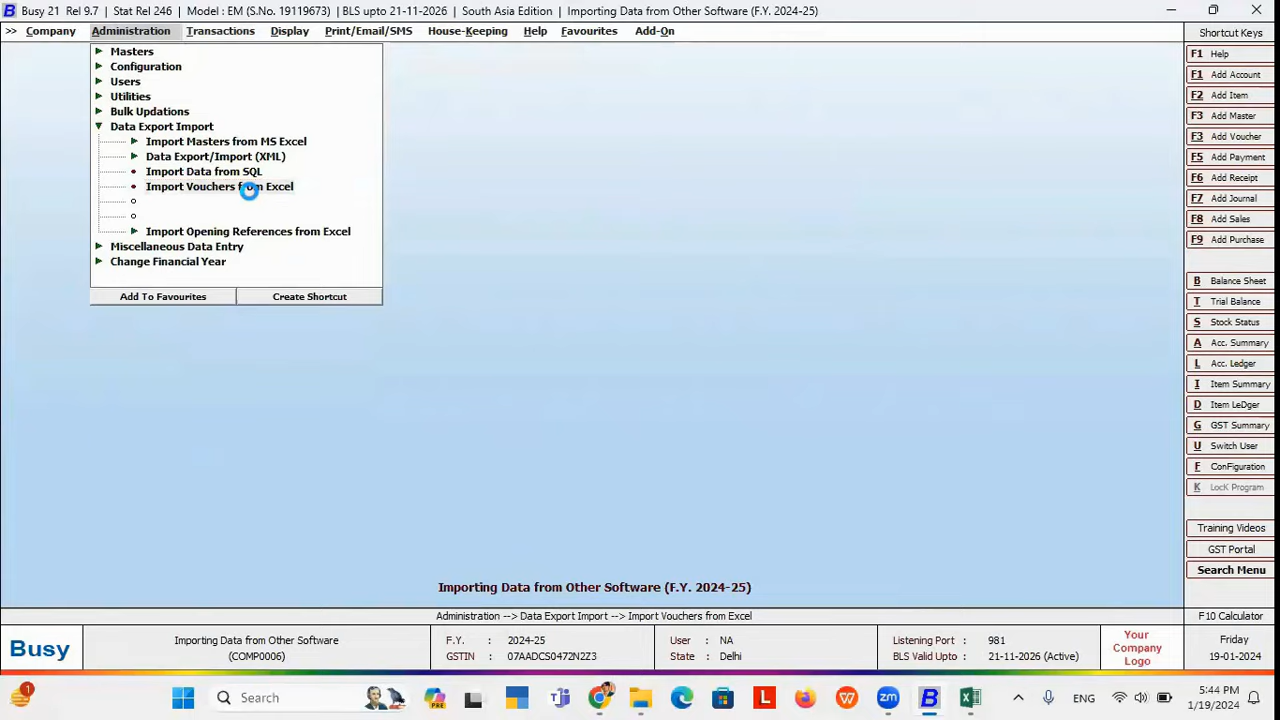 Busy 21 Rel 9.7 | Stat Rel 246 | Model : EM (S.No. 19119673) | BLS upto 21-11-2026 | South Asia Edition | Importing Data from Other Software (F.Y. 2024-25)
>> Company Administration Transactions Display Print/Email/SMS House-Keeping Help Favourites Add-On
Masters
Configuration
Users
Utilities
Bulk Updations
Data Export Import
Import Masters from MS Excel
Data Export/Import (XML)
Import Data from SQL
Import Vouchers from Excel
Import Opening References from Excel
Miscellaneous Data Entry
Change Financial Year
Add To Favourites Create Shortcut
Shortcut Keys
F1 Help
F1 Add Account
F2 Add Item
F3 Add Master
F3 Add Voucher
F5 Add Payment
F6 Add Receipt
F7 Add Journal
F8 Add Sales
F9 Add Purchase
B Balance Sheet
T Trial Balance
S Stock Status
A Acc. Summary
L Acc. Ledger
I Item Summary
D Item LeDger
G GST Summary
U Switch User
F ConFiguration
K LocK Program
Training Videos
GST Portal
Search Menu
Importing Data from Other Software (F.Y. 2024-25)
Administration --> Data Export Import --> Import Vouchers from Excel
F10 Calculator
Busy
Importing Data from Other Software
(COMP0006)
F.Y. : 2024-25
GSTIN : 07AADCS0472N2Z3
User : NA
State : Delhi
Listening Port : 981
BLS Valid Upto : 21-11-2026 (Active)
Your
Company
Logo
Friday
19-01-2024
1
Search
PRE
ENG
5:44 PM
1/19/2024